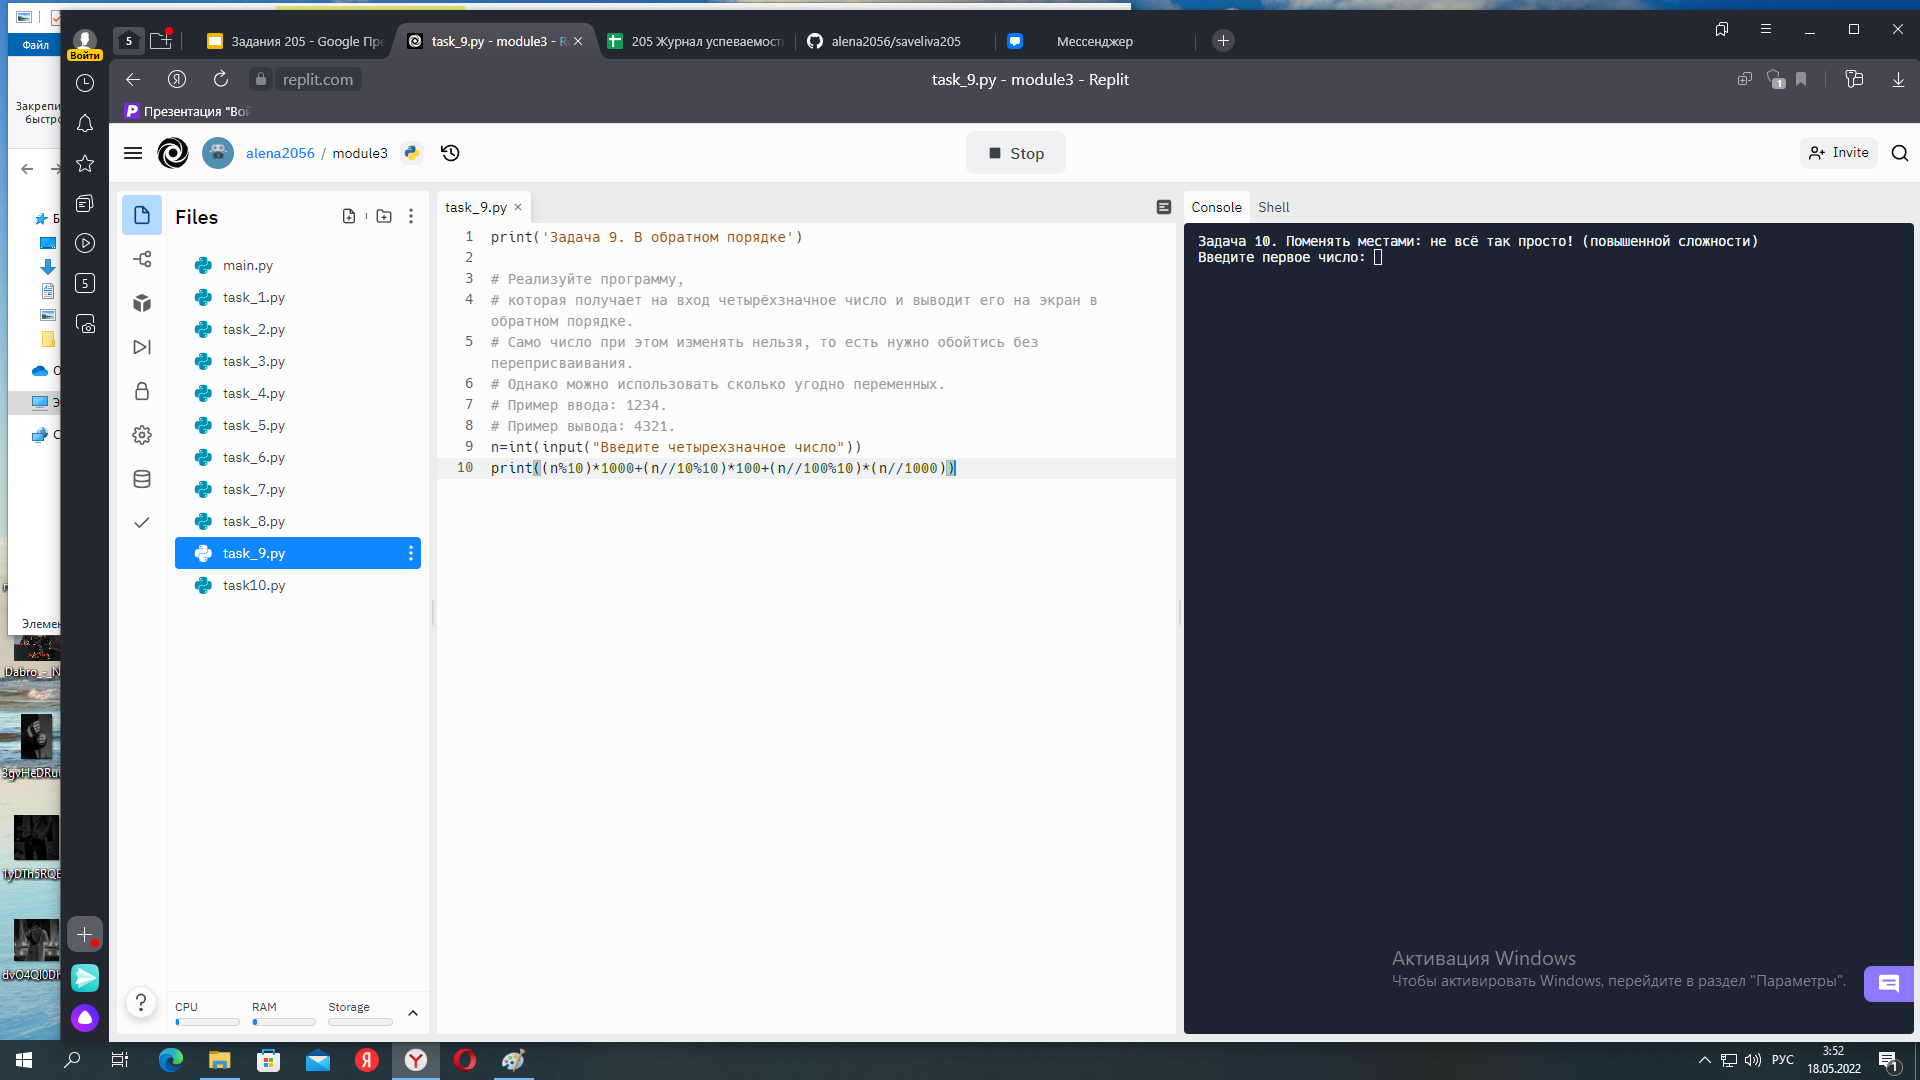 Файл
Войти
5
Задания 205 - Google Пре
task_9.py - module3 - R
205 Журнал успеваемост
alena2056/saveliva205
Мессенджер
replit.com
task_9.py - module3 - Replit
1
Закрепи
быстро
Презентация "Вой
alena2056 / module3
Stop
Invite
Files
main.py
task_1.py
task_2.py
task_3.py
task_4.py
task_5.py
task_6.py
task_7.py
task_8.py
task_9.py
task10.py
5
Элемен
task_9.py
1 print('Задача 9. В обратном порядке')
2
3 # Реализуйте программу,
4 # которая получает на вход четырёхзначное число и выводит его на экран в
обратном порядке.
5 # Само число при этом изменять нельзя, то есть нужно обойтись без
переприсваивания.
6 # Однако можно использовать сколько угодно переменных.
7 # Пример ввода: 1234.
8 # Пример вывода: 4321.
9 n=int(input("Введите четырехзначное число"))
10 print((n%10)*1000+(n//10%10)*100+(n//100%10)*(n//1000))
Console
Shell
Задача 10. Поменять местами: не всё так просто! (повышенной сложности)
Введите первое число:
Dabro_-_N
3gvHeDRu
1yDTh5RQE
dvO4QI0Dh
?
CPU
RAM
Storage
Активация Windows
Чтобы активировать Windows, перейдите в раздел "Параметры".
РУС
3:52
18.05.2022
1